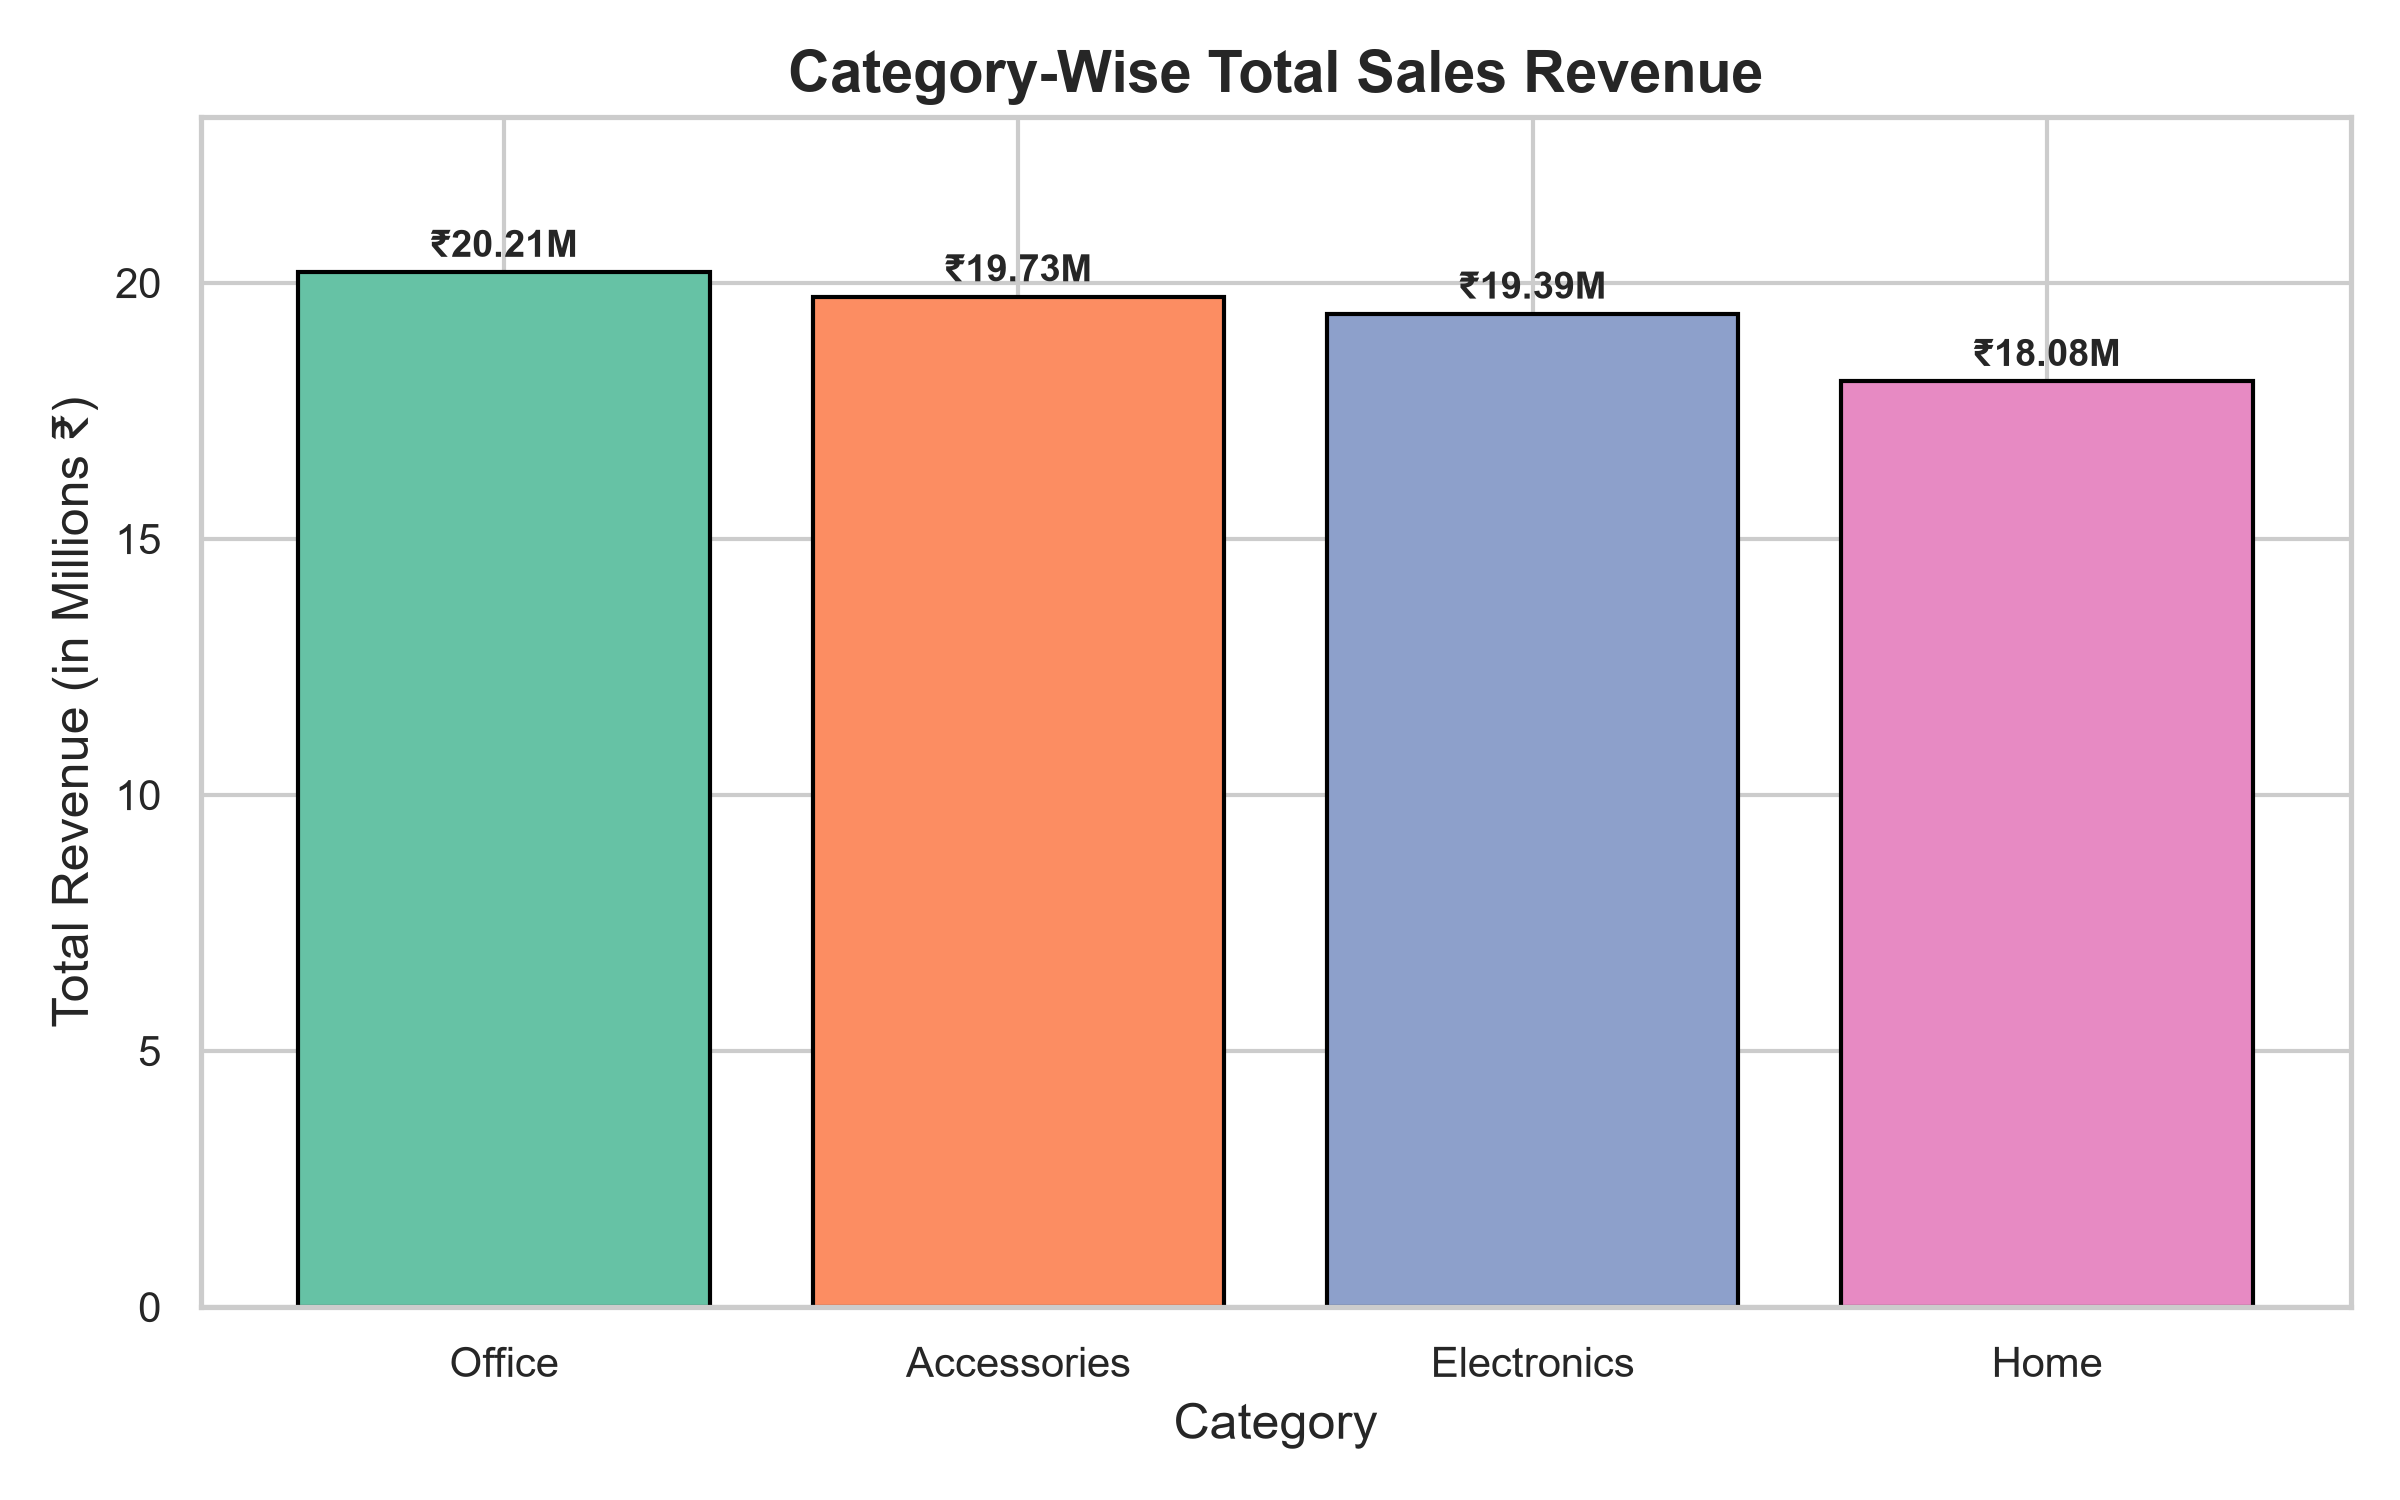 Category-Wise Total Sales Revenue
Total Revenue (in Millions ₹)
20
15
10
5
0
₹20.21M
₹19.73M
₹19.39M
₹18.08M
Office
Accessories
Electronics
Home
Category